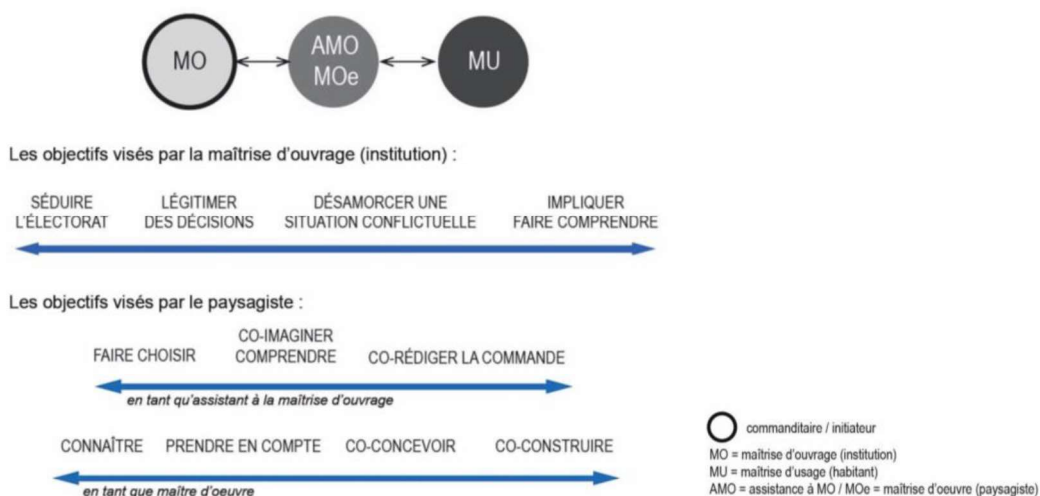 MO
AMO
MOe
MU
Les objectifs visés par la maîtrise d'ouvrage (institution) :
SÉDUIRE
L'ÉLECTORAT
LÉGITIMER
DES DÉCISIONS
DÉSAMORCER UNE
SITUATION CONFLICTUELLE
IMPLIQUER
FAIRE COMPRENDRE
Les objectifs visés par le paysagiste :
FAIRE CHOISIR
CO-IMAGINER
COMPRENDRE
CO-RÉDIGER LA COMMANDE
en tant qu'assistant à la maîtrise d'ouvrage
CONNAÎTRE
PRENDRE EN COMPTE
CO-CONCEVOIR
CO-CONSTRUIRE
en tant que maître d'oeuvre
commanditaire / initiateur
MO = maîtrise d'ouvrage (institution)
MU = maîtrise d'usage (habitant)
AMO = assistance à MO / MOe = maîtrise d'oeuvre (paysagiste)